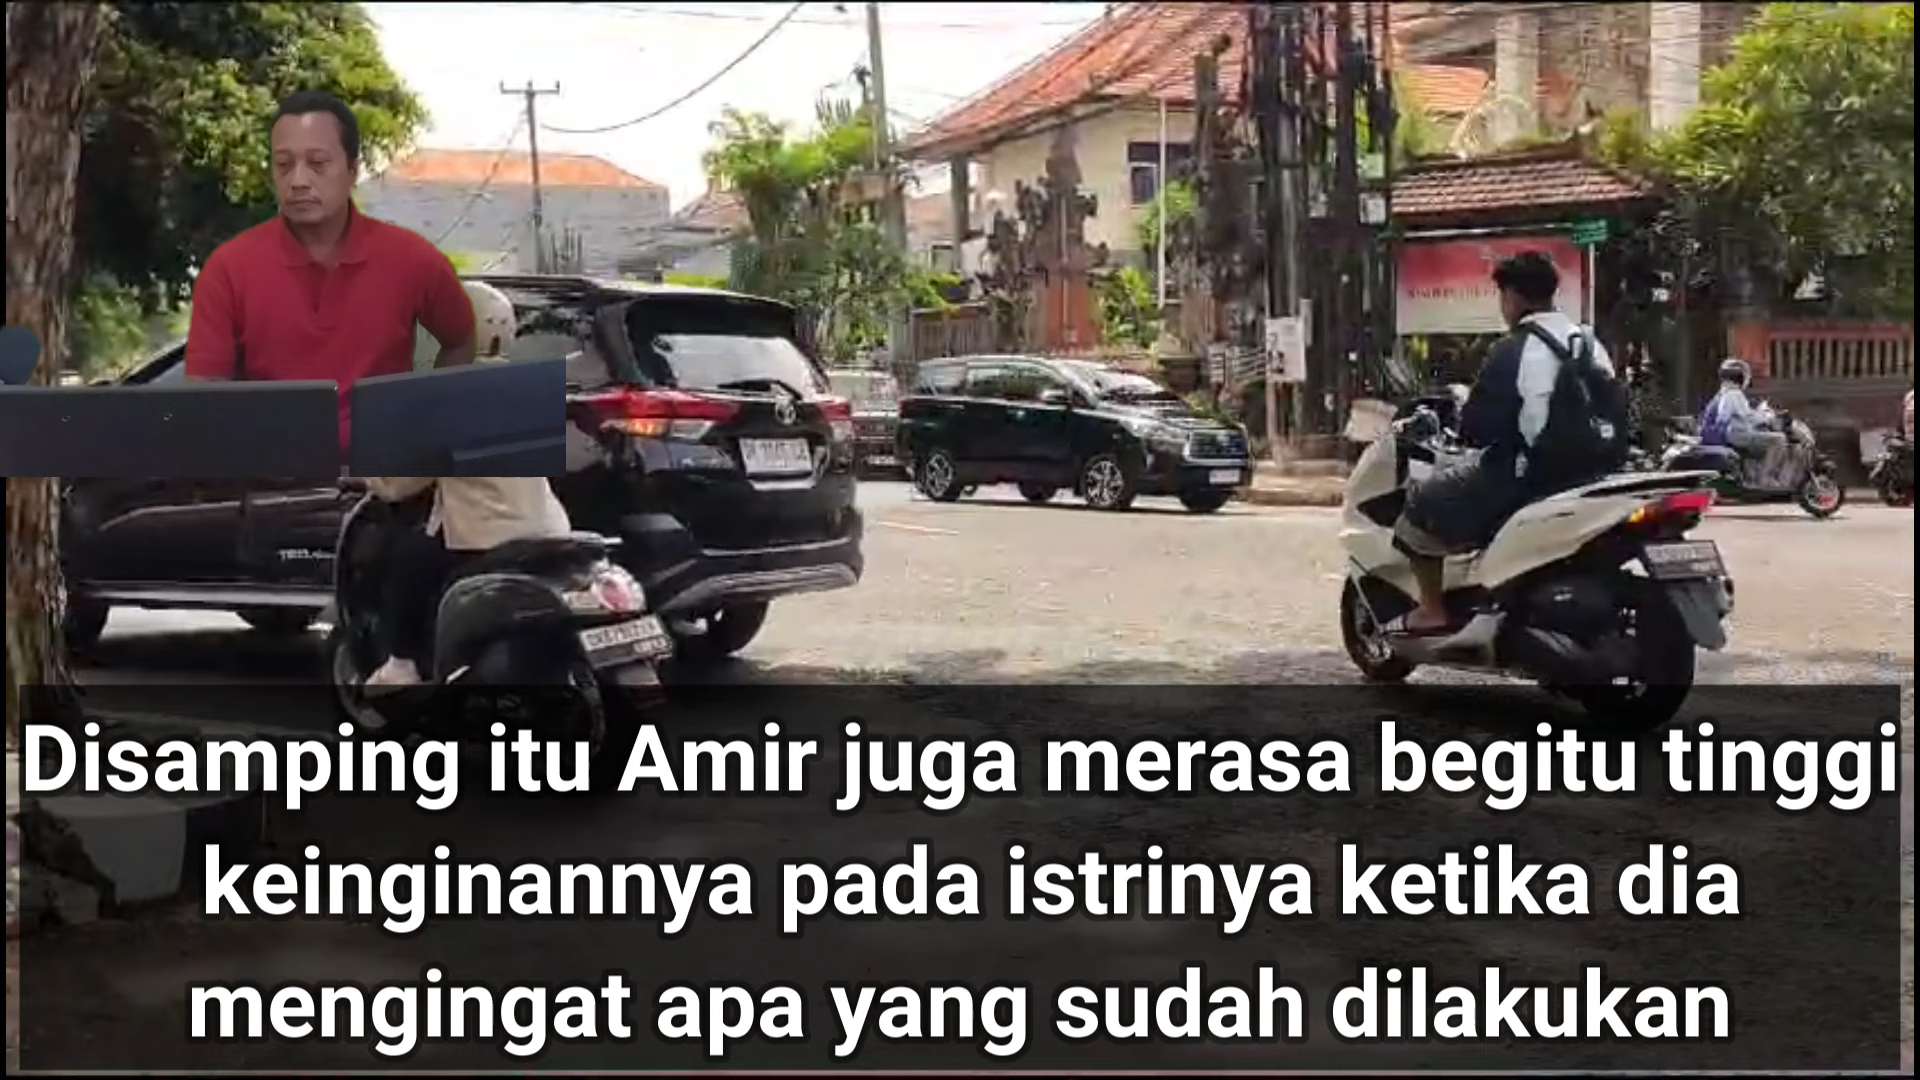 Disamping itu Amir juga merasa begitu tinggi
keinginannya pada istrinya ketika dia
mengingat apa yang sudah dilakukan